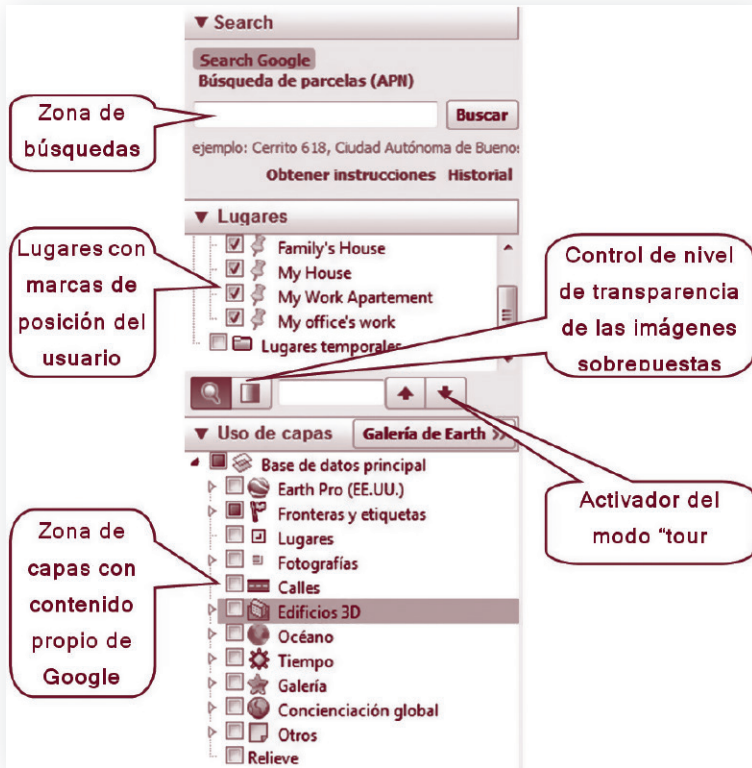 Search
Search Google
Búsqueda de parcelas (APN)
Buscar
ejemplo: Cerrito 618, Ciudad Autónoma de Buenos
Obtener instrucciones Historial
Zona de
búsquedas
Lugares
Family's House
My House
My Work Apartement
My office's work
Lugares temporales
Lugares con
marcas de
posición del
usuario
Control de nivel
de transparencia
de las imágenes
sobrepuestas
Uso de capas Galería de Earth >>
Base de datos principal
Earth Pro (EE.UU.)
Fronteras y etiquetas
Lugares
Fotografías
Calles
Edificios 3D
Océano
Tiempo
Galería
Concienciación global
Otros
Relieve
Activador del
modo “tour
Zona de
capas con
contenido
propio de
Google